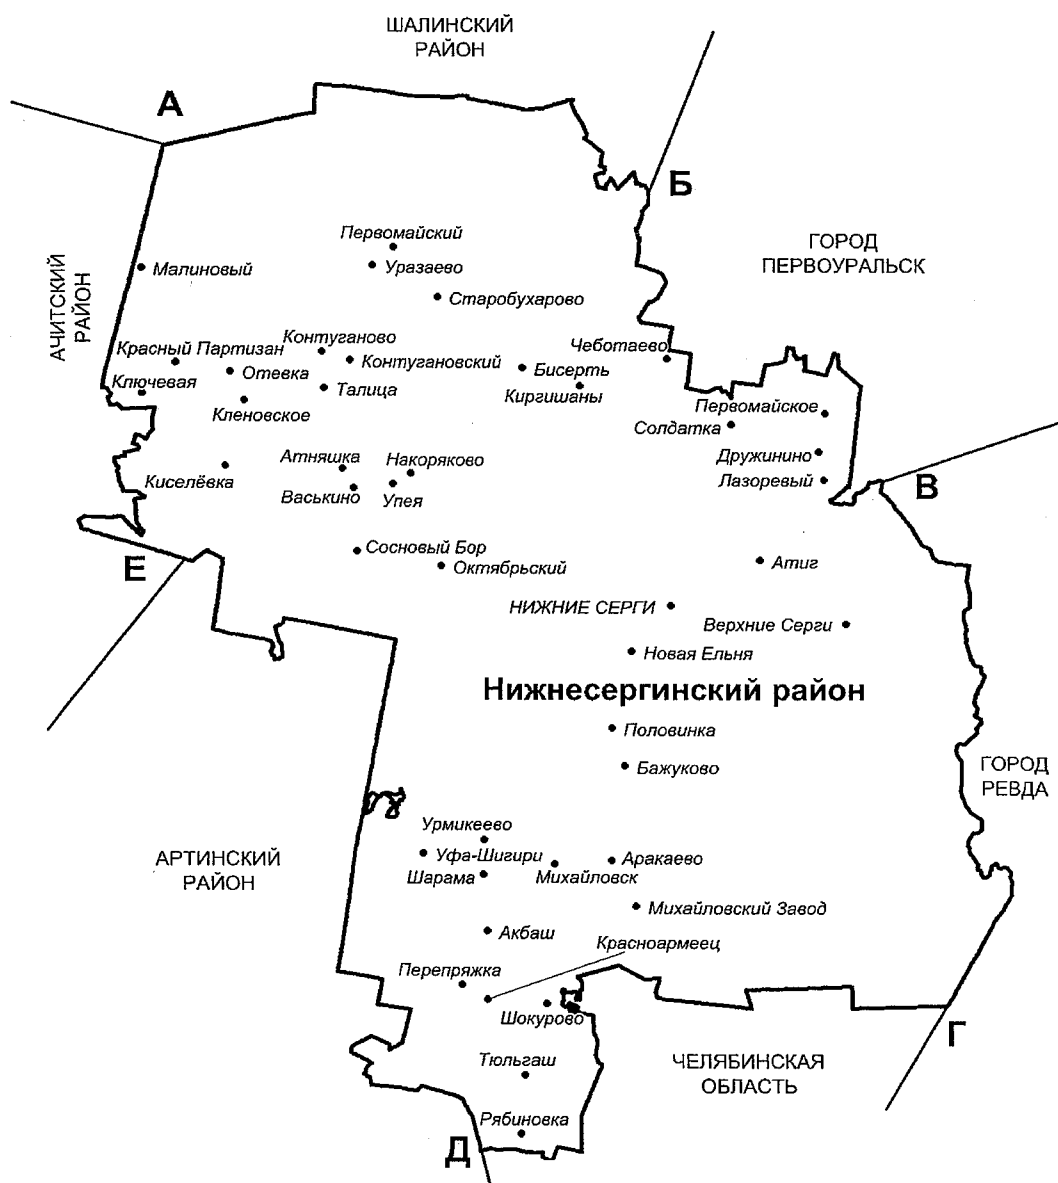 ШАЛИНСКИЙ
РАЙОН
А
Б
ГОРОД
ПЕРВОУРАЛЬСК
АЧИТСКИЙ
РАЙОН
Первомайский
Малиновый
Уразаево
Старобухарово
Контуганово
Чеботаево
Красный Партизан
Контугановский
Отевка
Бисерть
Ключевая
Талица
Киргишаны
Кленовское
Первомайское
Солдатка
Атняшка
Накоряково
Дружинино
Киселёвка
Васькино
Упея
Лазоревый
В
Сосновый Бор
Октябрьский
Атиг
Е
НИЖНИЕ СЕРГИ
Верхние Серги
Новая Ельня
Нижнесергинский район
Половинка
Бажуково
ГОРОД
РЕВДА
Урмикеево
АРТИНСКИЙ
РАЙОН
Уфа-Шигири
Аракаево
Шарама
Михайловск
Михайловский Завод
Акбаш
Красноармеец
Перепряжка
Шокурово
Г
Тюльгаш
ЧЕЛЯБИНСКАЯ
ОБЛАСТЬ
Рябиновка
Д